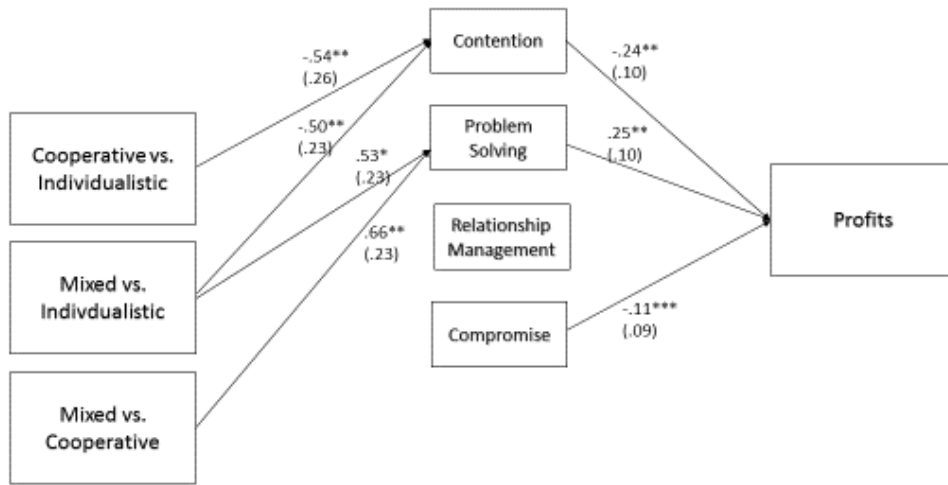 Contention
-.54**
(.26)
-.24**
(.10)
Cooperative vs.
Individualistic
-.50**
(.23)
Problem
Solving
.53*
(.23)
.25**
(.10)
Profits
Relationship
Management
.66**
(.23)
Mixed vs.
Indivdualistic
Compromise
-.11***
(.09)
Mixed vs.
Cooperative